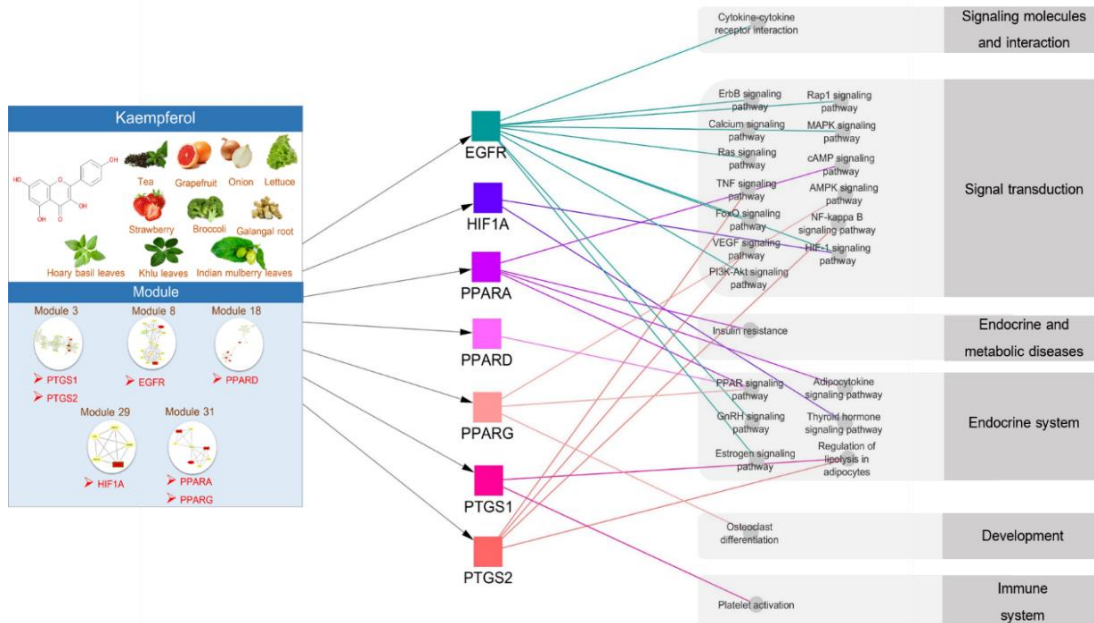 Kaempferol
OH
HO
O
OH
OH
O
Tea
Grapefruit
Onion
Lettuce
Strawberry
Broccoli
Galangal root
Hoary basil leaves
Khlu leaves
Indian mulberry leaves
Module
Module 3
Module 8
Module 18
PTGS1
PTGS2
EGFR
PPARD
Module 29
Module 31
HIF1A
PPARA
PPARG
EGFR
HIF1A
PPARA
PPARD
PPARG
PTGS1
PTGS2
Cytokine-cytokine
receptor interaction
Signaling molecules
and interaction
ErbB signaling
pathway
Rap1 signaling
pathway
Calcium signaling
pathway
MAPK signaling
pathway
Ras signaling
pathway
cAMP signaling
pathway
TNF signaling
pathway
AMPK signaling
pathway
FoxO signaling
pathway
NF-kappa B
signaling pathway
VEGF signaling
pathway
HIF-1 signaling
pathway
PI3K-Akt signaling
pathway
Signal transduction
Insulin resistance
Endocrine and
metabolic diseases
PPAR signaling
pathway
Adipocytokine
signaling pathway
GnRH signaling
pathway
Thyroid hormone
signaling pathway
Estrogen signaling
pathway
Regulation of
lipolysis in
adipocytes
Endocrine system
Osteoclast
differentiation
Development
Platelet activation
Immune
system